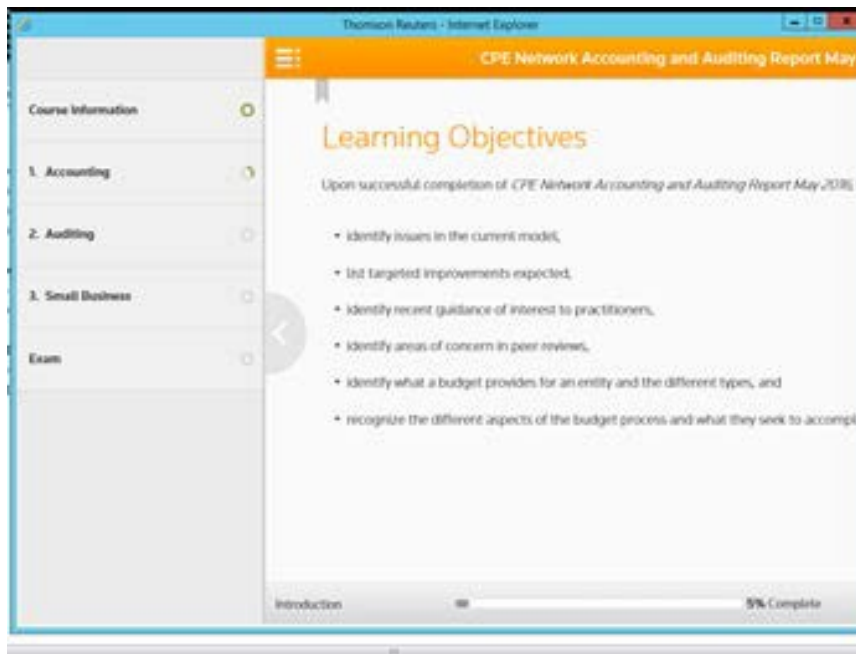 Thomson Reuters - Internet Explorer
CPE Network Accounting and Auditing Report May
Course Information
1. Accounting
2. Auditing
3. Small Business
Exam
Learning Objectives
Upon successful completion of CPE Network Accounting and Auditing Report May 2016,
• identify issues in the current model,
• list targeted improvements expected,
• identify recent guidance of interest to practitioners,
• identify areas of concern in peer reviews,
• identify what a budget provides for an entity and the different types, and
• recognize the different aspects of the budget process and what they seek to accompli
Introduction
5% Complete